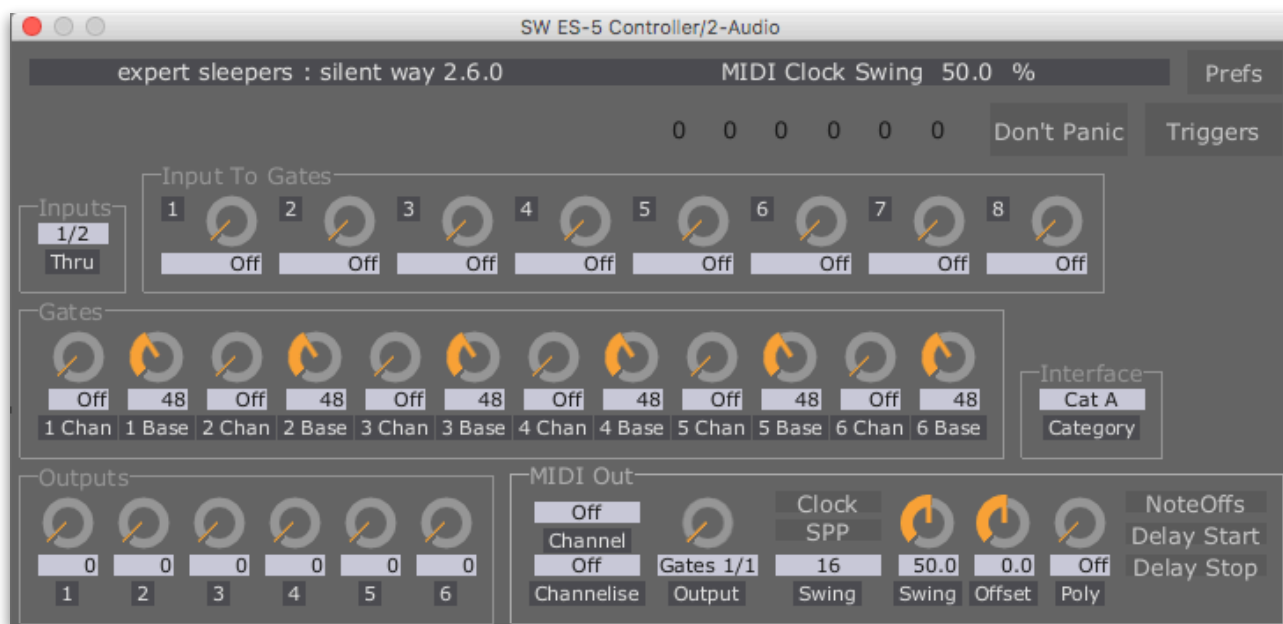 SW ES-5 Controller/2-Audio
expert sleepers : silent way 2.6.0 MIDI Clock Swing 50.0 % Prefs
0 0 0 0 0 0 Don't Panic Triggers
Input To Gates
1 2 3 4 5 6 7 8
Off Off Off Off Off Off Off Off
Inputs
1/2
Thru
Gates
Off 48 Off 48 Off 48 Off 48 Off 48 Off 48
1 Chan 1 Base 2 Chan 2 Base 3 Chan 3 Base 4 Chan 4 Base 5 Chan 5 Base 6 Chan 6 Base
Interface
Cat A
Category
Outputs
0 0 0 0 0 0
1 2 3 4 5 6
MIDI Out
Off
Channel
Off
Channelise
Gates 1/1
Output
Clock
SPP
16
Swing
50.0
Swing
0.0
Offset
Off
Poly
NoteOffs
Delay Start
Delay Stop